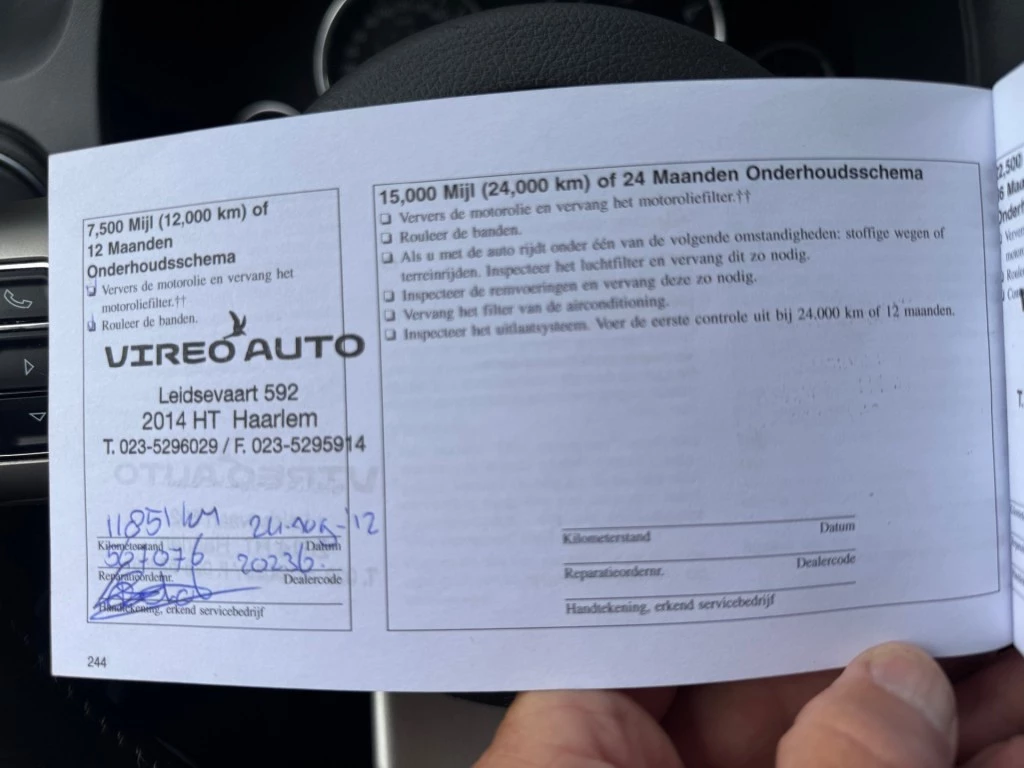 7,500 Mijl (12,000 km) of
12 Maanden
Onderhoudsschema
❏ Ververs de motorolie en vervang het
motoroliefilter.††
❏ Rouleer de banden.
VIREO AUTO
Leidsevaart 592
2014 HT Haarlem
T. 023-5296029 / F. 023-5295914
11851 km 24-aug-'12
Kilometerstand Datum
567076 20236.
Reparatieordernr. Dealercode
Handtekening, erkend servicebedrijf
244
15,000 Mijl (24,000 km) of 24 Maanden Onderhoudsschema
❏ Ververs de motorolie en vervang het motoroliefilter.††
❏ Rouleer de banden.
❏ Als u met de auto rijdt onder één van de volgende omstandigheden: stoffige wegen of
terreinrijden. Inspecteer het luchtfilter en vervang dit zo nodig.
❏ Inspecteer de remvoeringen en vervang deze zo nodig.
❏ Vervang het filter van de airconditioning.
❏ Inspecteer het uitlaatsysteem. Voer de eerste controle uit bij 24.000 km of 12 maanden.
Kilometerstand Datum
Reparatieordernr. Dealercode
Handtekening, erkend servicebedrijf